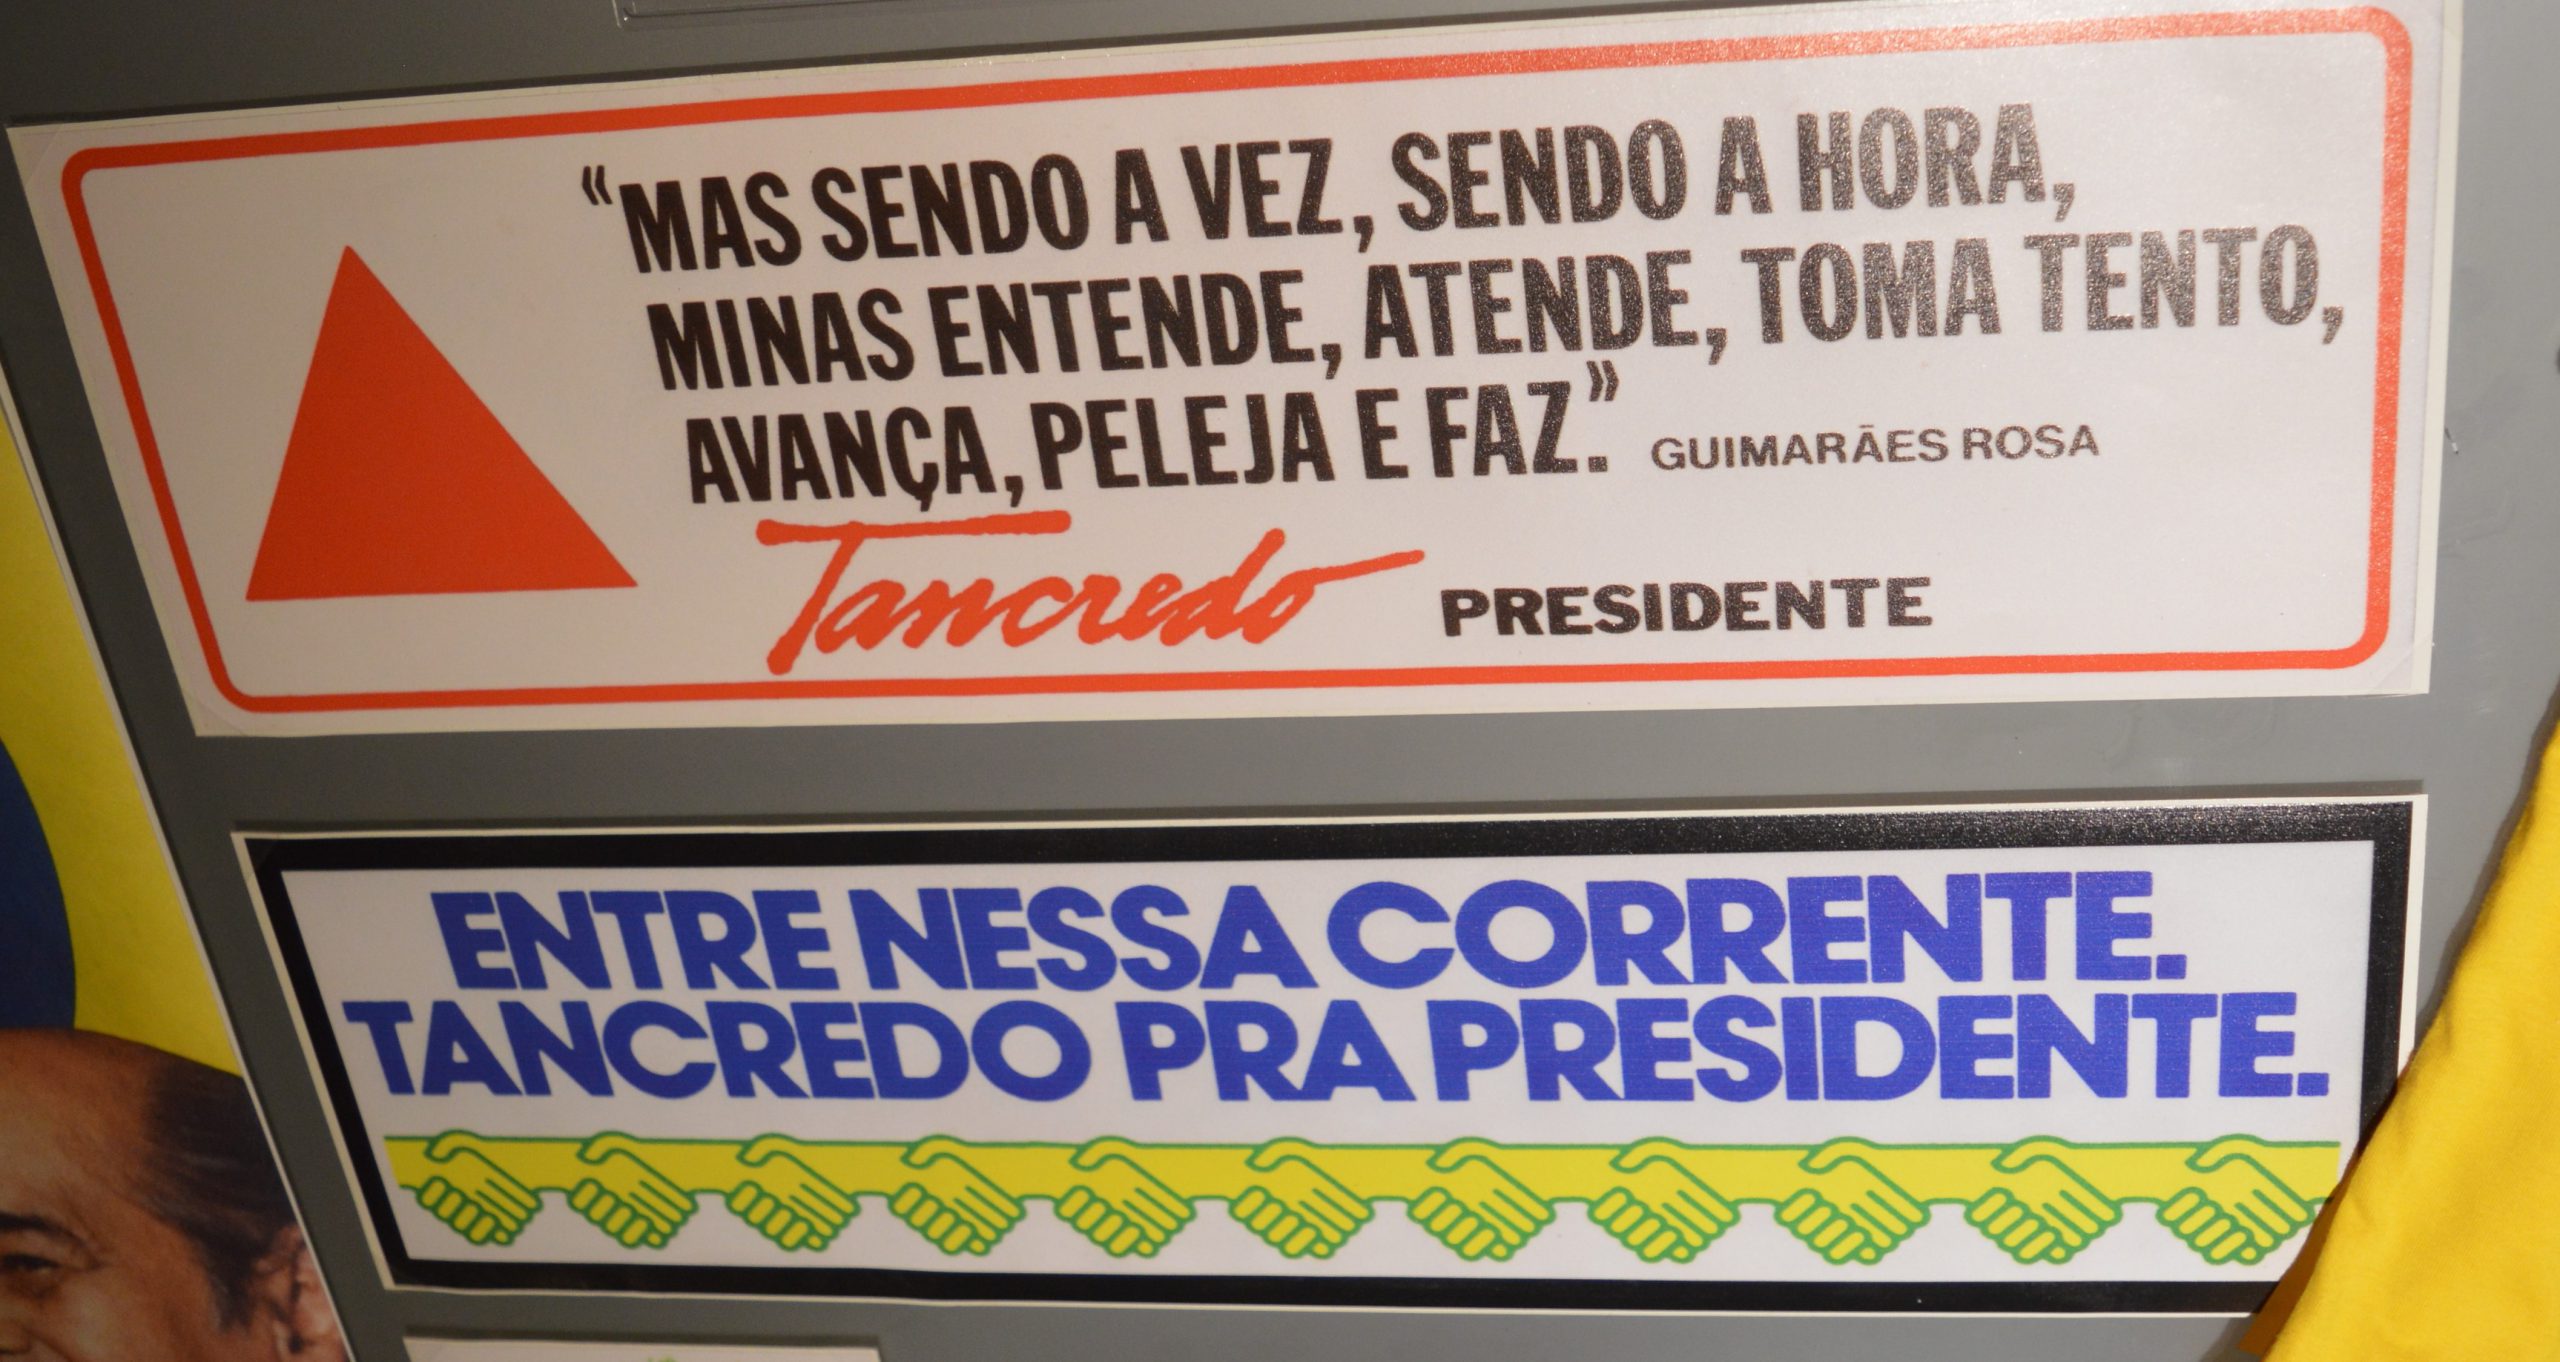 “MAS SENDO A VEZ, SENDO A HORA,
MINAS ENTENDE, ATENDE, TOMA TENTO,
AVANÇA, PELEJA E FAZ.” GUIMARÃES ROSA
Tancredo PRESIDENTE
ENTRE NESSA CORRENTE.
TANCREDO PRA PRESIDENTE.